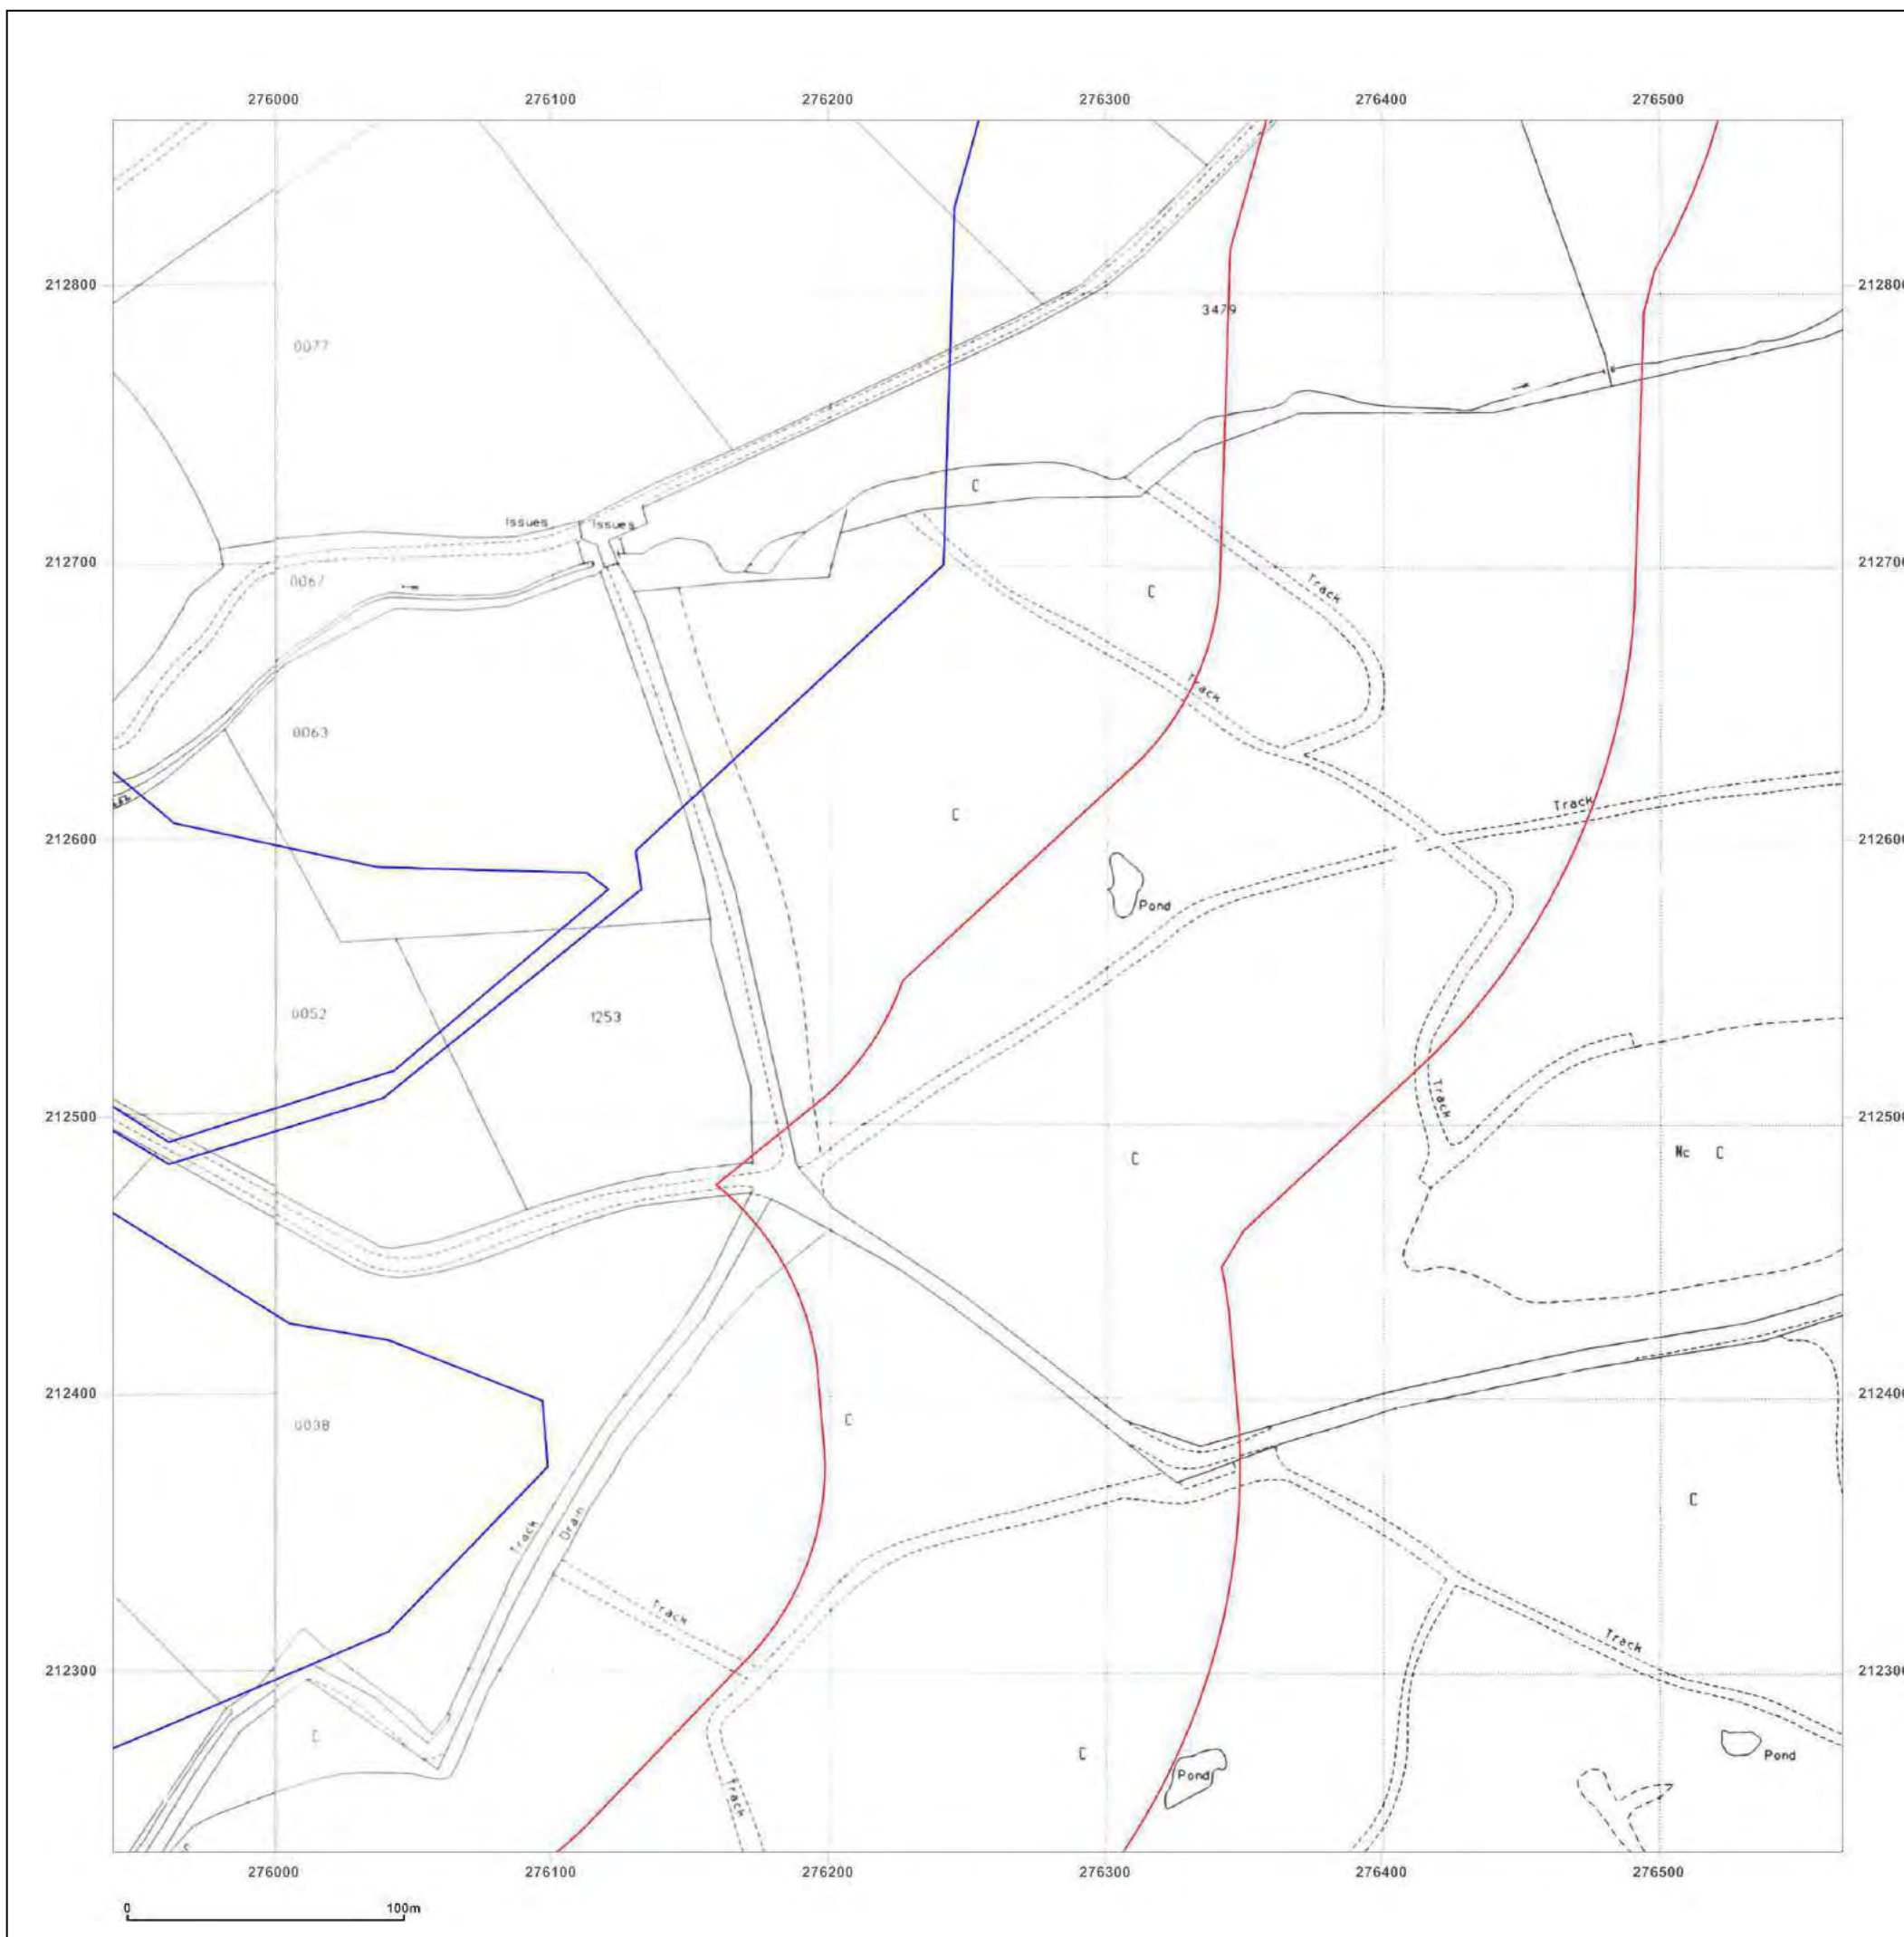 276000 276100 276200 276300 276400 276500
212800 212800
3479
0077
C
Issues Issues
212700 212700
0067
C
Track
Track
0063
Track
C
212600 212600
Pond
0052
1253
Track
212500 212500
C
Nc C
212400 212400
C
0038
C
Track
Drain
Track
Track
212300 212300
C
C
Pond
Pond
Track
276000 276100 276200 276300 276400 276500
0 100m